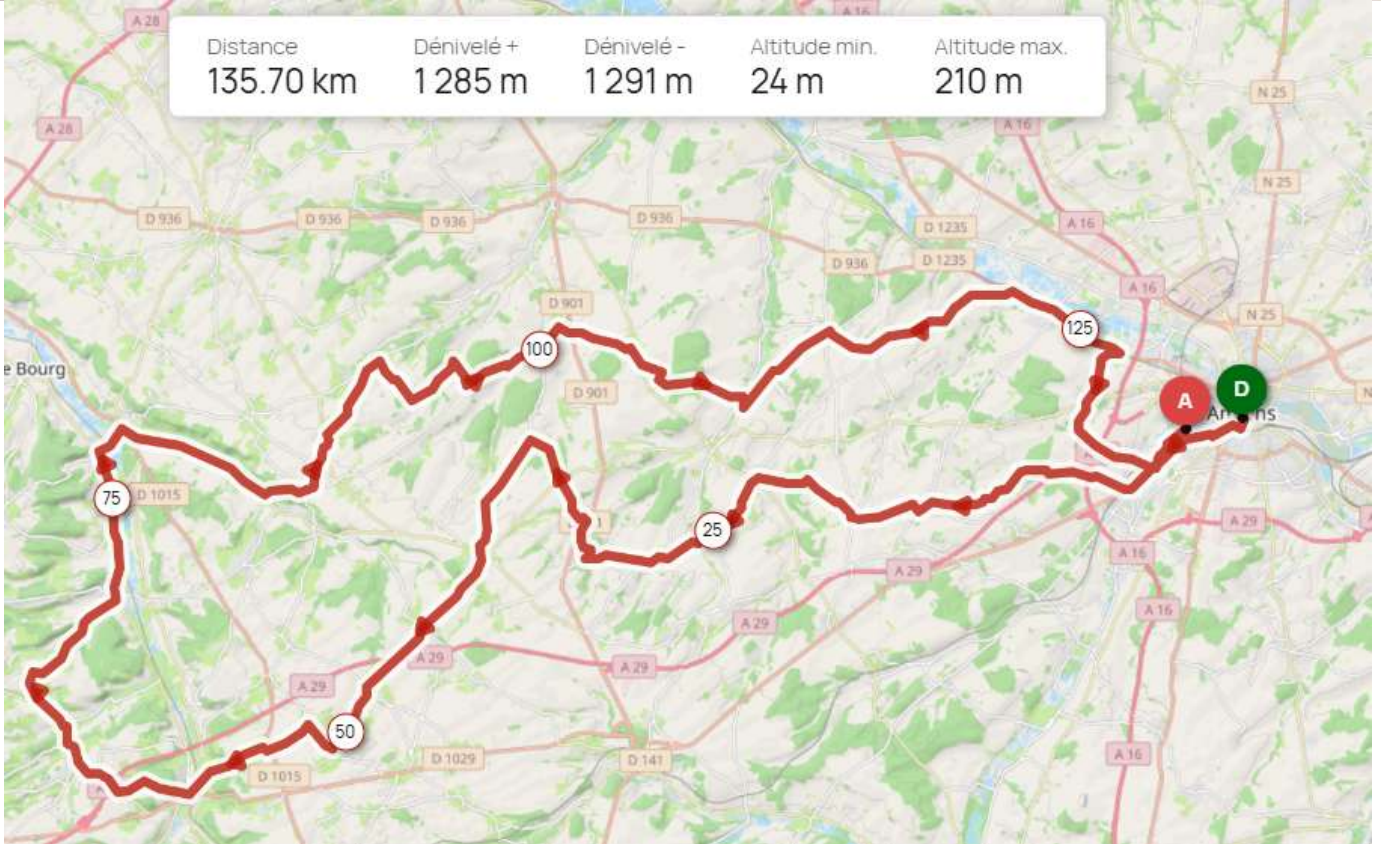 A 28
A 16
Distance
Dénivelé +
Dénivelé -
Altitude min.
Altitude max.
135.70 km
1 285 m
1 291 m
24 m
210 m
N 25
A 28
A 16
N 25
D 936
D 936
D 936
D 936
A 16
D 1235
D 936
D 1235
A 16
D 901
N 25
125
100
e Bourg
D 901
A
D
N
75
D 1015
25
A 29
A 29
A 16
A 16
A 29
A 29
A 29
A 29
50
D 1029
D 141
A 16
D 1015